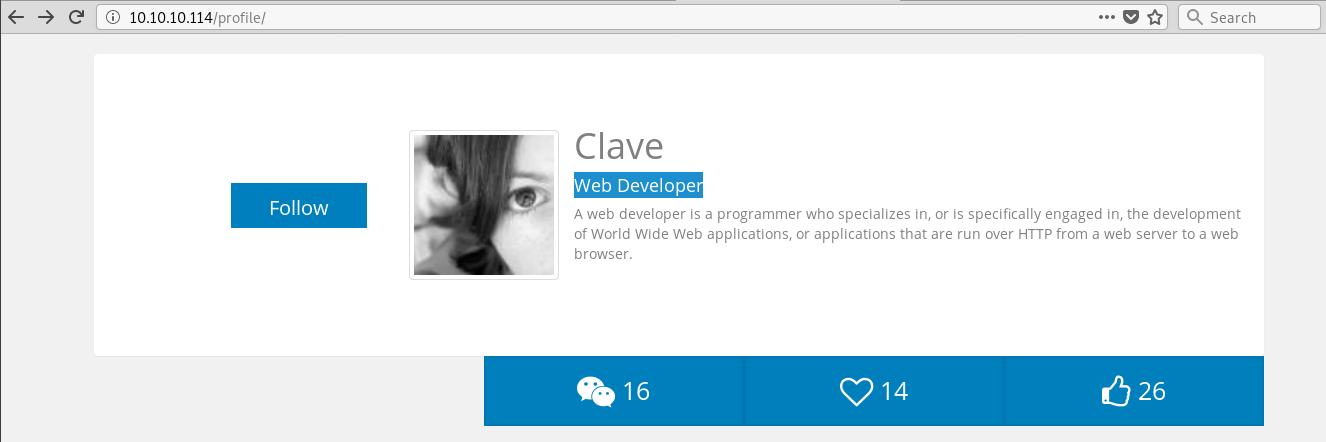 10.10.10.114/profile/
Search
Clave
Web Developer
Follow
A web developer is a programmer who specializes in, or is specifically engaged in, the development
of World Wide Web applications, or applications that are run over HTTP from a web server to a web
browser.
16
14
26